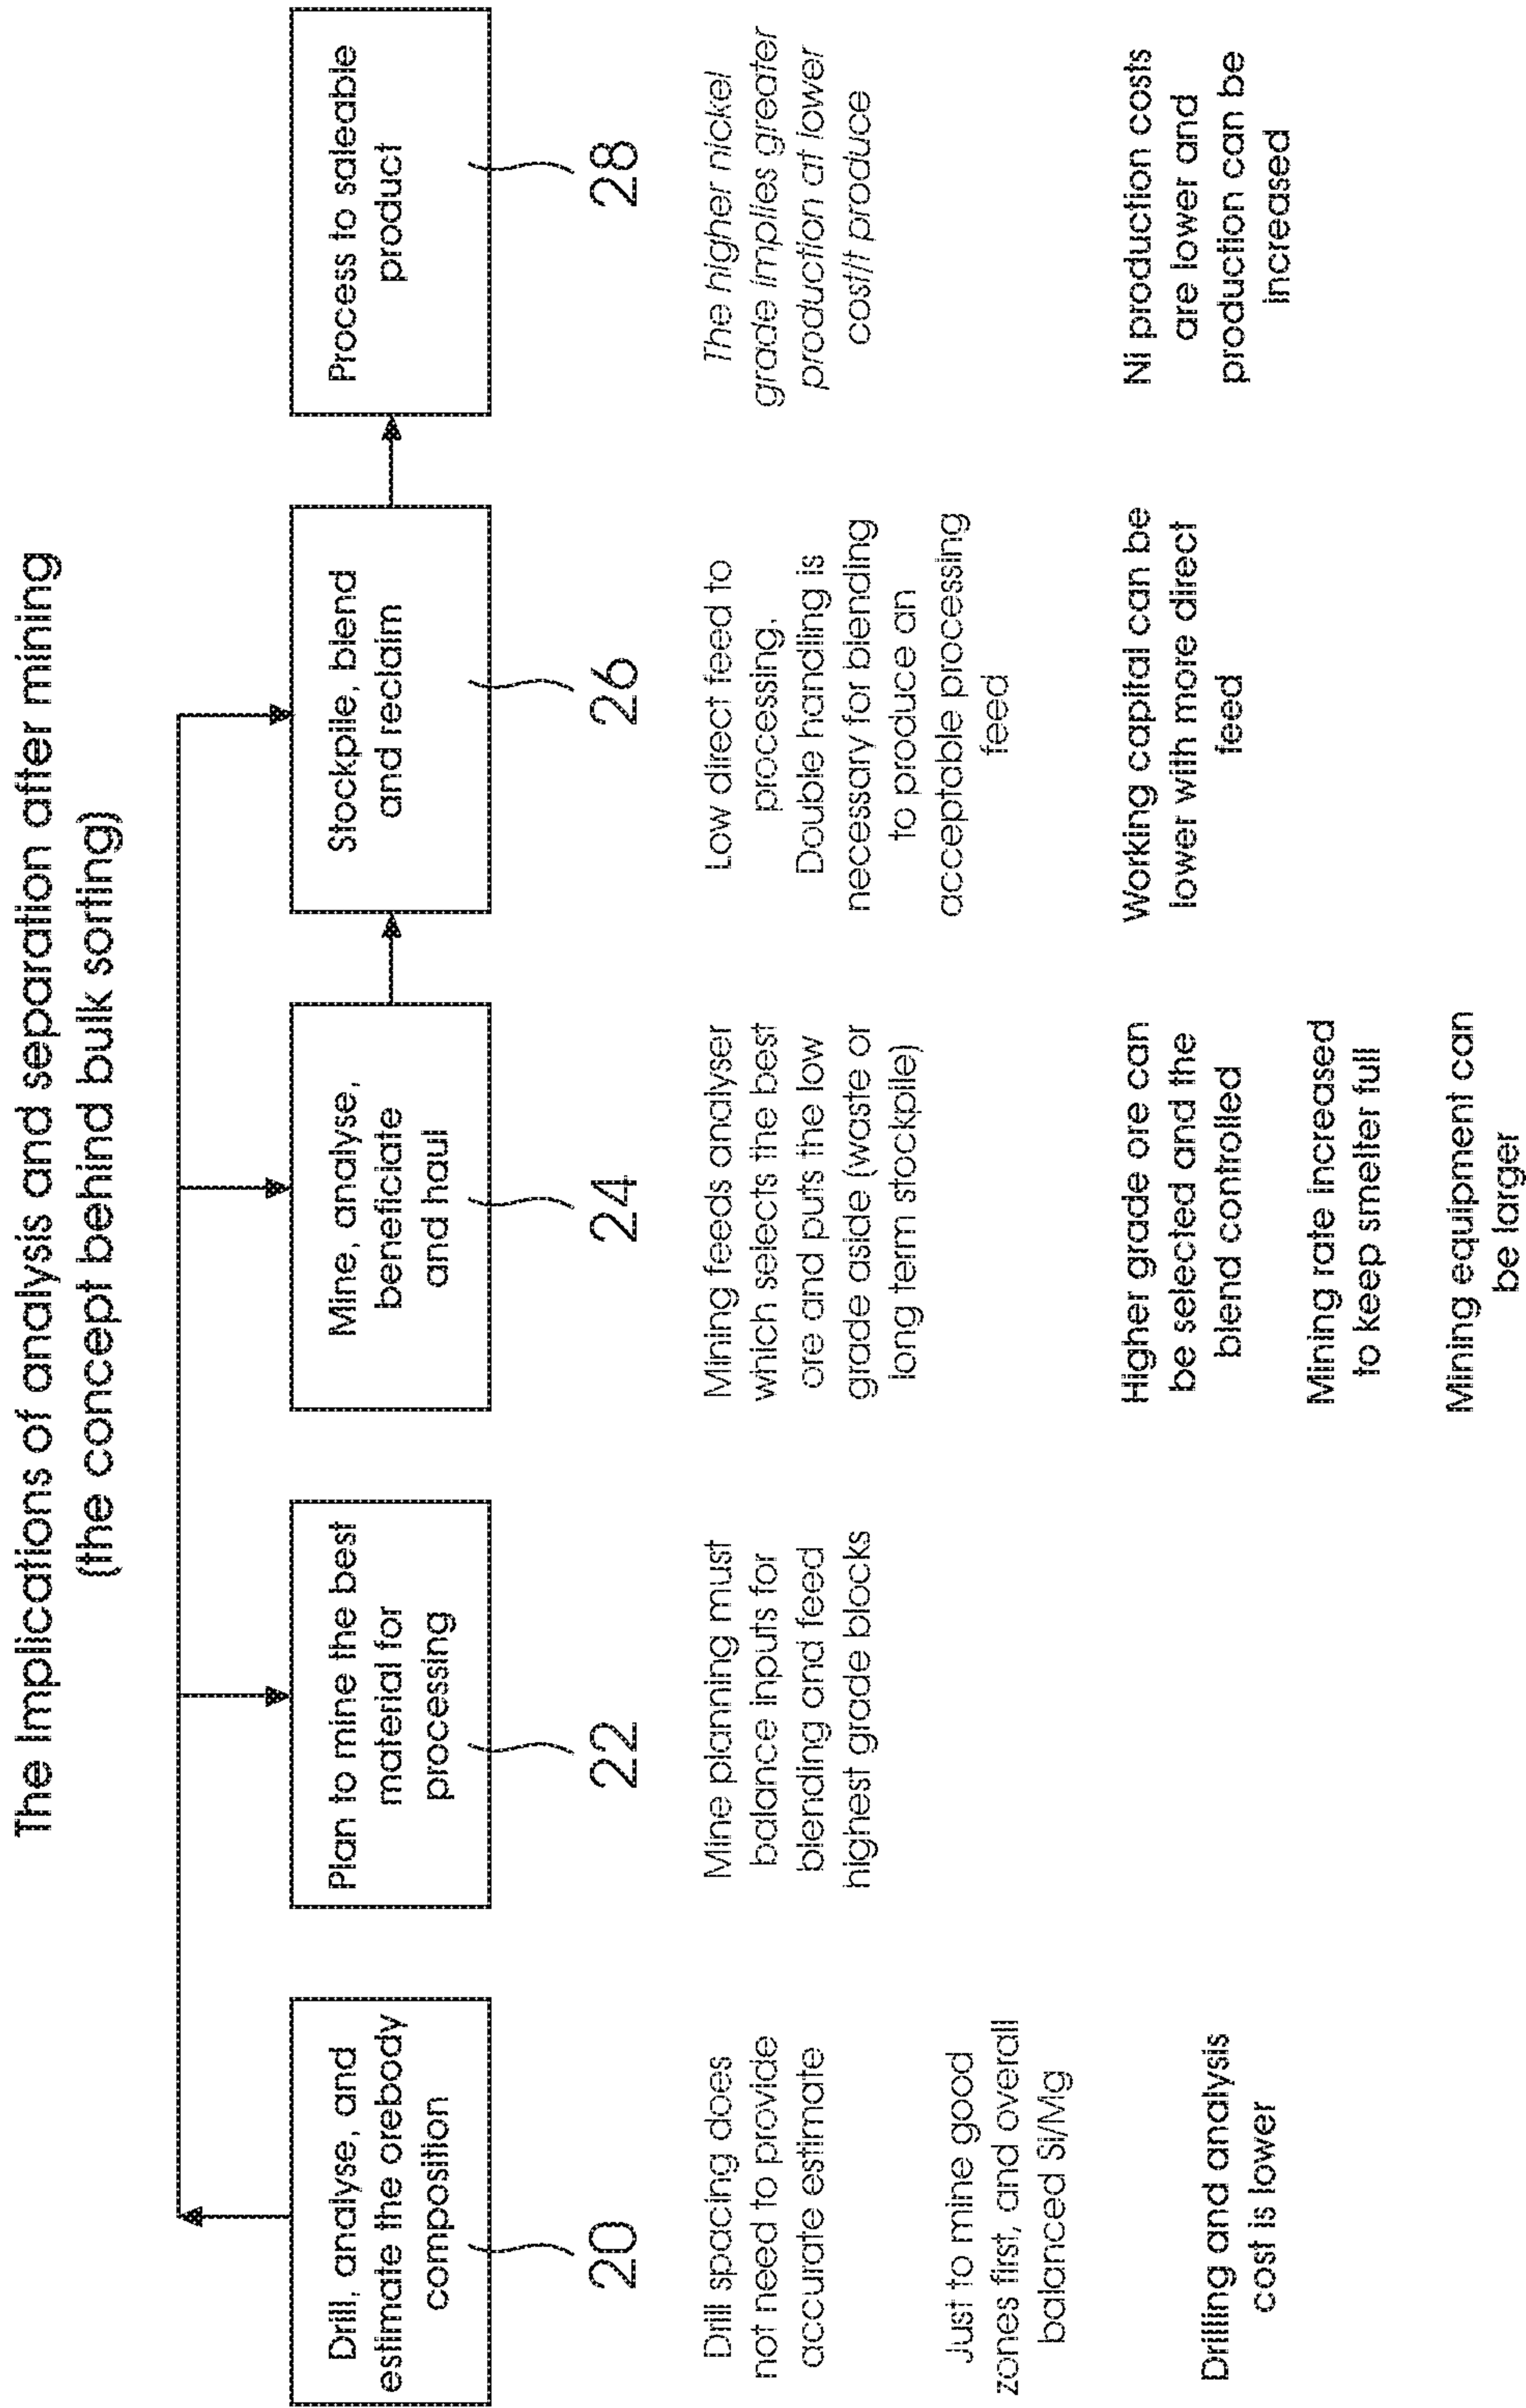 The Implications of analysis and separation after mining
(the concept behind bulk sorting)
Drill, analyse, and
estimate the orebody
composition
20
Drill spacing does
not need to provide
accurate estimate
Just to mine good
zones first, and overall
balanced Si/Mg
Drilling and analysis
cost is lower
Plan to mine the best
material for
processing
22
Mine planning must
balance inputs for
blending and feed
highest grade blocks
Mine, analyse,
beneficiate
and haul
24
Mining feeds analyser
which selects the best
ore and puts the low
grade aside (waste or
long term stockpile)
Higher grade ore can
be selected and the
blend controlled
Mining rate increased
to keep smelter full
Mining equipment can
be larger
Stockpile, blend
and reclaim
26
Low direct feed to
processing.
Double handling is
necessary for blending
to produce an
acceptable processing
feed
Working capital can be
lower with more direct
feed
Process to saleable
product
28
The higher nickel
grade implies greater
production at lower
cost/t produce
Ni production costs
are lower and
production can be
increased